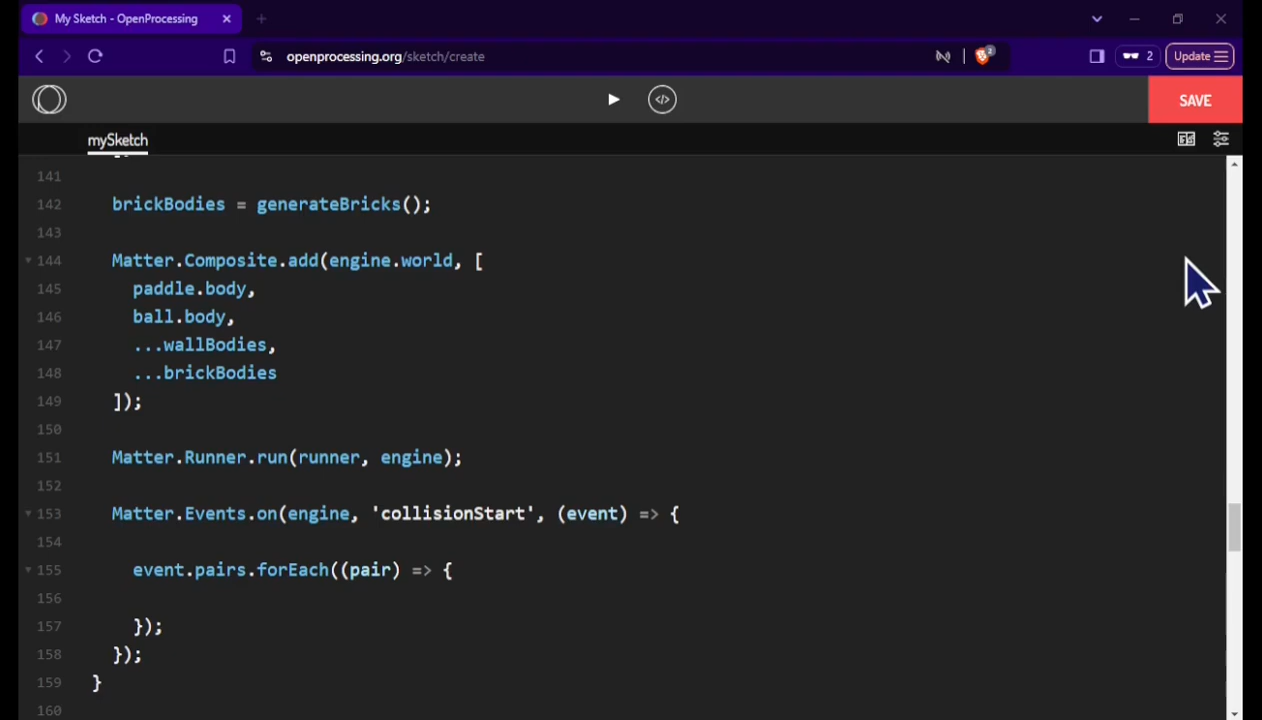 My Sketch - OpenProcessing
openprocessing.org/sketch/create
2
2
Update
</>
SAVE
mySketch
141
142 brickBodies = generateBricks();
143
144 Matter.Composite.add(engine.world, [
145 paddle.body,
146 ball.body,
147 ...wallBodies,
148 ...brickBodies
149 ]);
150
151 Matter.Runner.run(runner, engine);
152
153 Matter.Events.on(engine, 'collisionStart', (event) => {
154
155 event.pairs.forEach((pair) => {
156
157 });
158 });
159 }
160